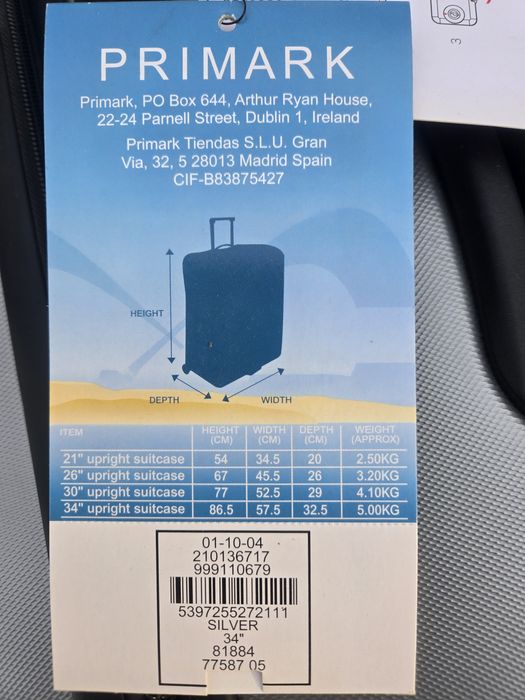 PRIMARK
Primark, PO Box 644, Arthur Ryan House,
22-24 Parnell Street, Dublin 1, Ireland
Primark Tiendas S.L.U. Gran
Via, 32, 5 28013 Madrid Spain
CIF-B83875427
HEIGHT
DEPTH WIDTH
ITEM HEIGHT (CM) WIDTH (CM) DEPTH (CM) WEIGHT (APPROX)
21" upright suitcase 54 34.5 20 2.50KG
26" upright suitcase 67 45.5 26 3.20KG
30" upright suitcase 77 52.5 29 4.10KG
34" upright suitcase 86.5 57.5 32.5 5.00KG
01-10-04
210136717
999110679
5397255272111
SILVER
34"
81884
77587 05
3